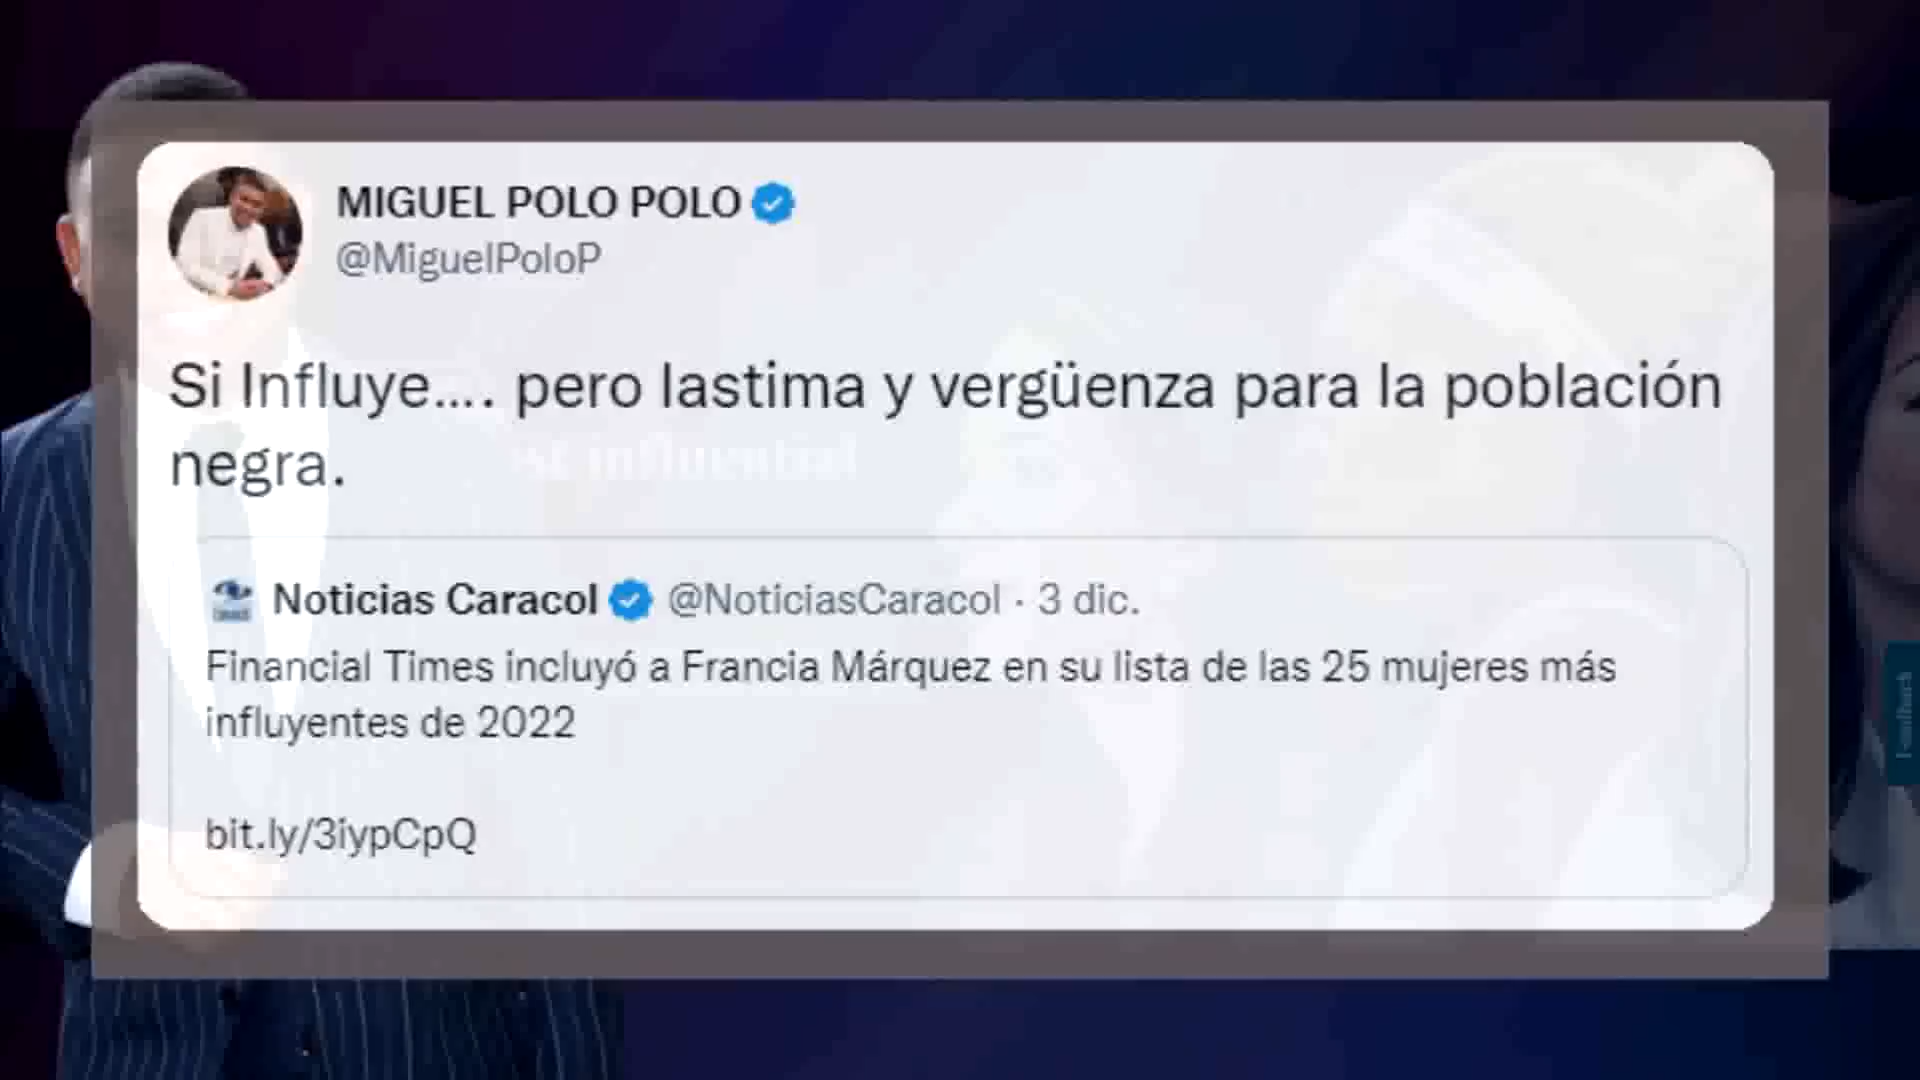 MIGUEL POLO POLO
@MiguelPoloP
Si Influye.... pero lastima y vergüenza para la población
negra.
influential
Noticias Caracol @NoticiasCaracol · 3 dic.
Financial Times incluyó a Francia Márquez en su lista de las 25 mujeres más
influyentes de 2022
bit.ly/3iypCpQ